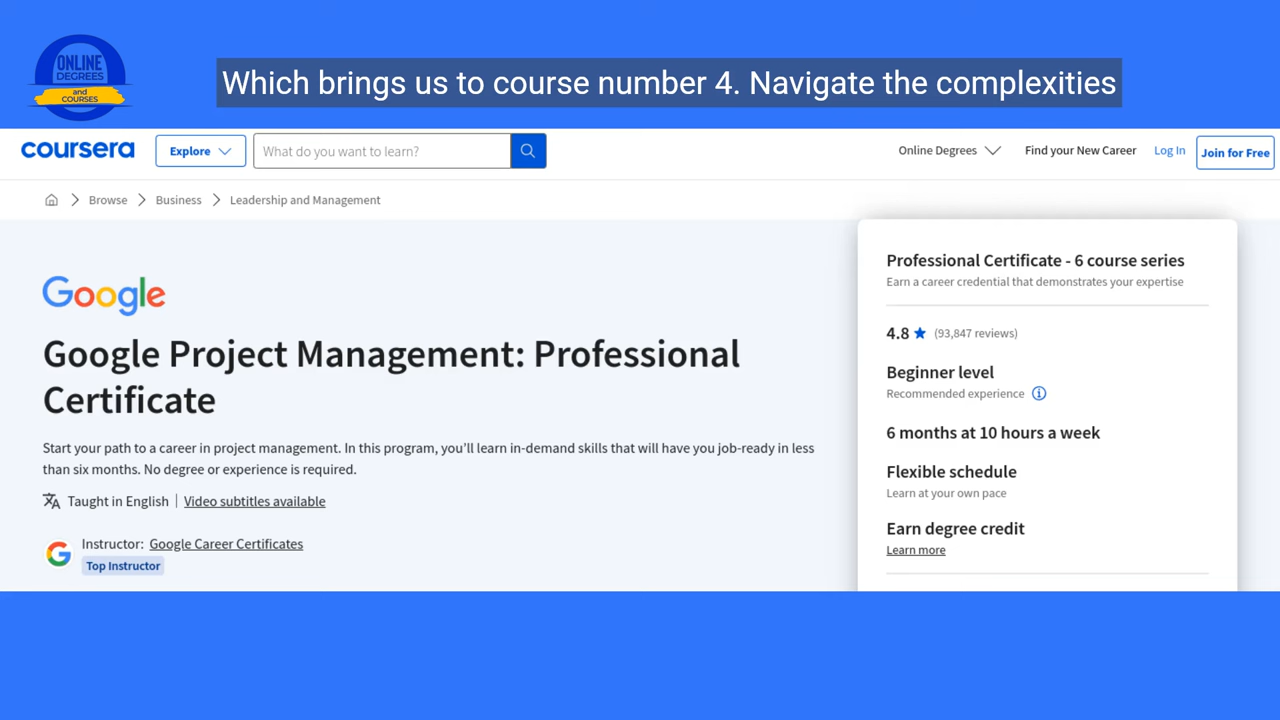 ONLINE
DEGREES
and
COURSES
Which brings us to course number 4. Navigate the complexities
coursera
Explore
What do you want to learn?
Online Degrees
Find your New Career
Log In
Join for Free
Browse
Business
Leadership and Management
Google
Google Project Management: Professional
Certificate
Start your path to a career in project management. In this program, you’ll learn in-demand skills that will have you job-ready in less
than six months. No degree or experience is required.
Taught in English | Video subtitles available
Instructor: Google Career Certificates
Top Instructor
Professional Certificate - 6 course series
Earn a career credential that demonstrates your expertise
4.8 ★ (93,847 reviews)
Beginner level
Recommended experience
6 months at 10 hours a week
Flexible schedule
Learn at your own pace
Earn degree credit
Learn more